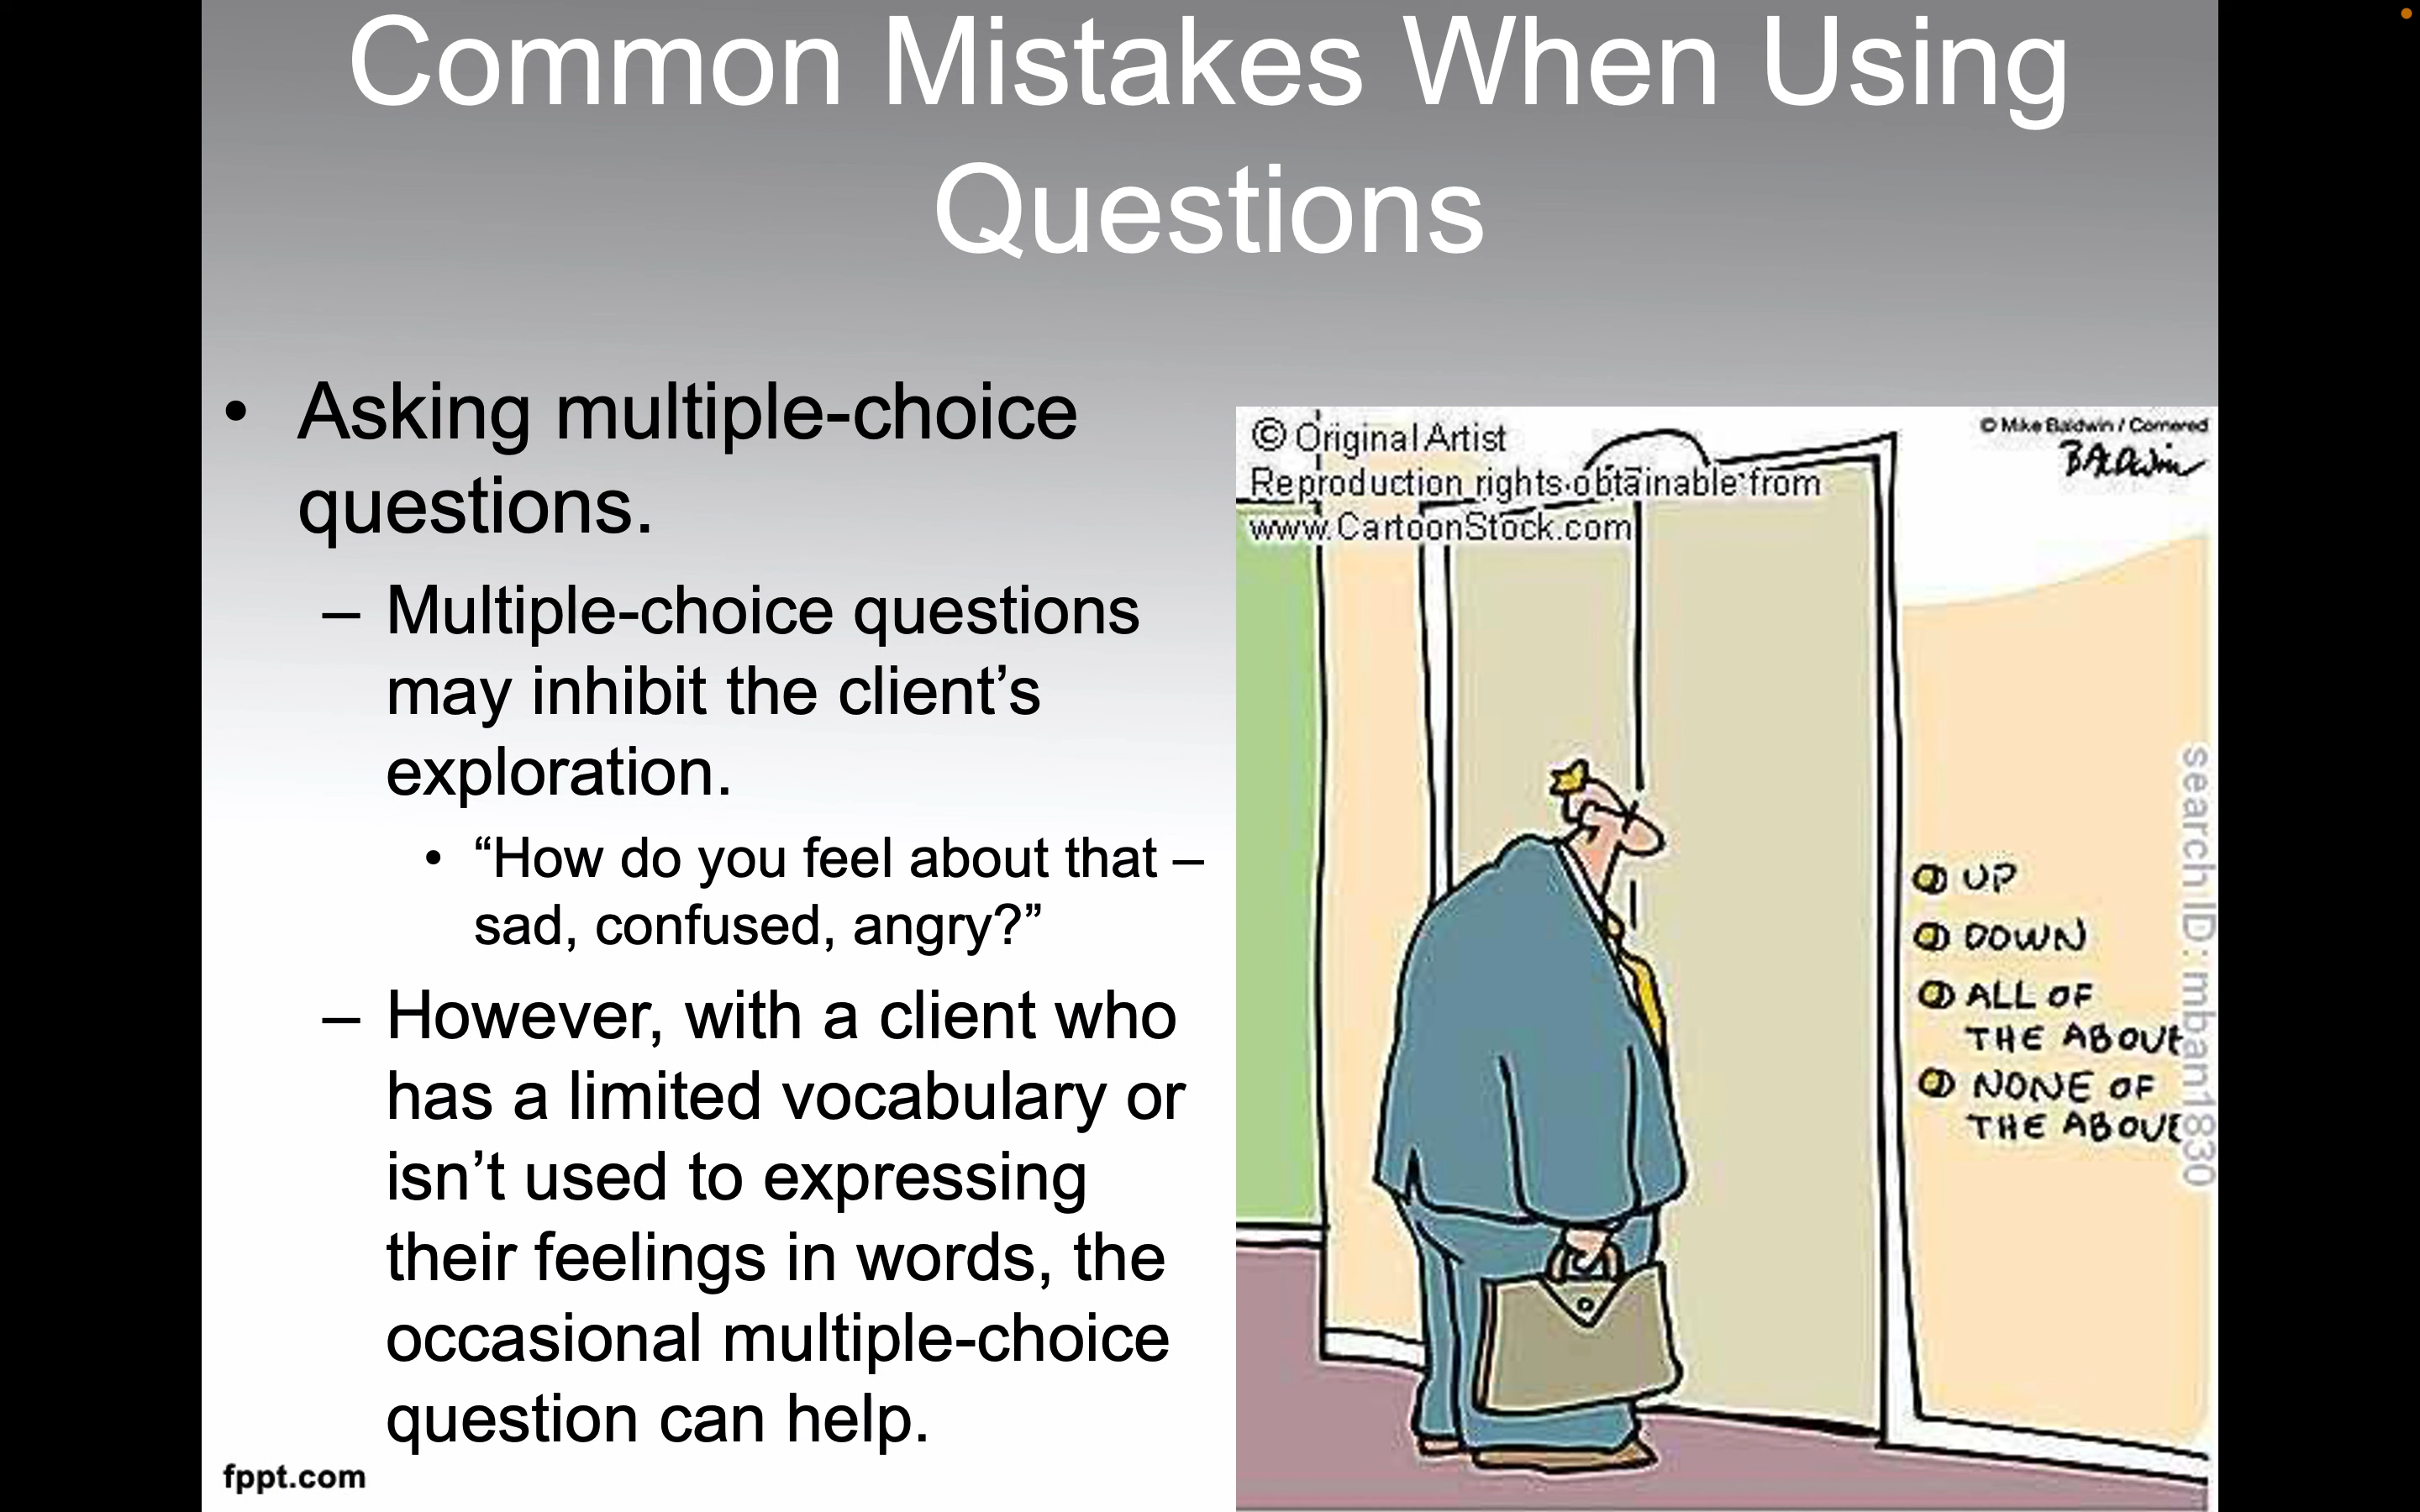 Common Mistakes When Using
Questions
• Asking multiple-choice
questions.
– Multiple-choice questions
may inhibit the client’s
exploration.
• “How do you feel about that –
sad, confused, angry?”
– However, with a client who
has a limited vocabulary or
isn’t used to expressing
their feelings in words, the
occasional multiple-choice
question can help.
fppt.com
© Original Artist
Reproduction rights obtainable from
www.CartoonStock.com
© Mike Baldwin / Cornered
BALDWIN
UP
DOWN
ALL OF
THE ABOVE
NONE OF
THE ABOVE
search ID: mban1830